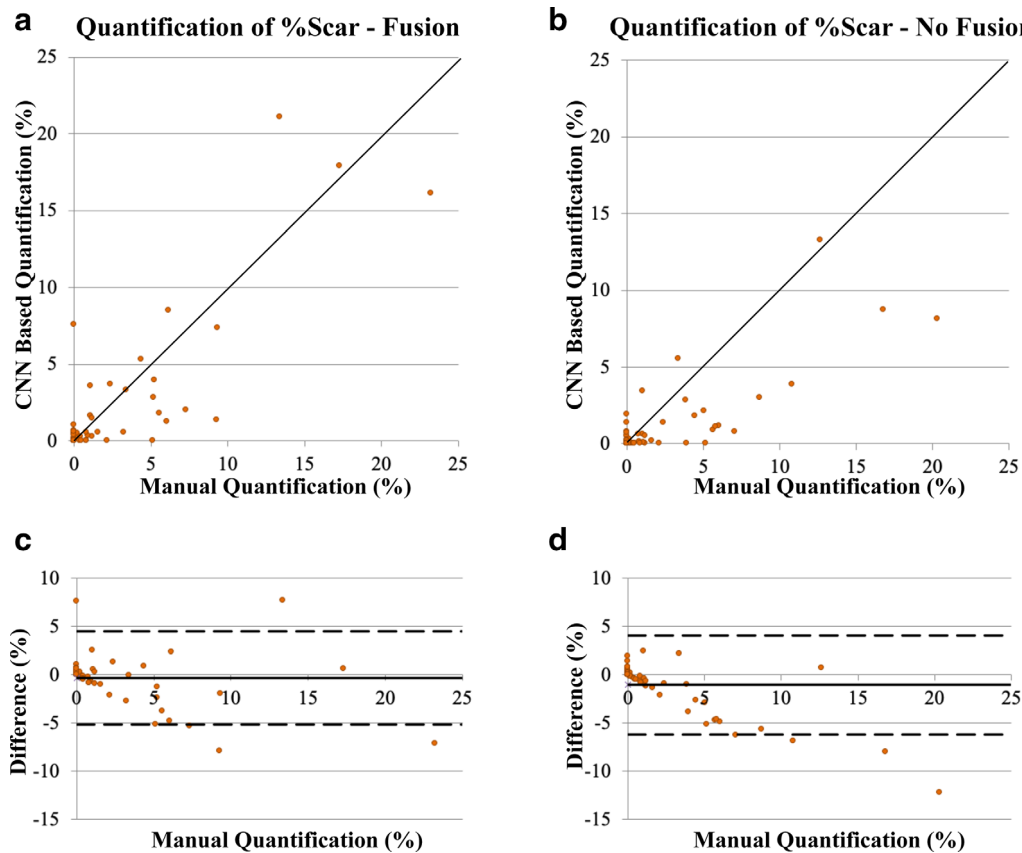 a
Quantification of %Scar - Fusion
25
20
15
10
5
0
0 5 10 15 20 25
CNN Based Quantification (%)
Manual Quantification (%)
b
Quantification of %Scar - No Fusion
25
20
15
10
5
0
0 5 10 15 20 25
CNN Based Quantification (%)
Manual Quantification (%)
c
10
5
0
-5
-10
-15
0 5 10 15 20 25
Difference (%)
Manual Quantification (%)
d
10
5
0
-5
-10
-15
0 5 10 15 20 25
Difference (%)
Manual Quantification (%)